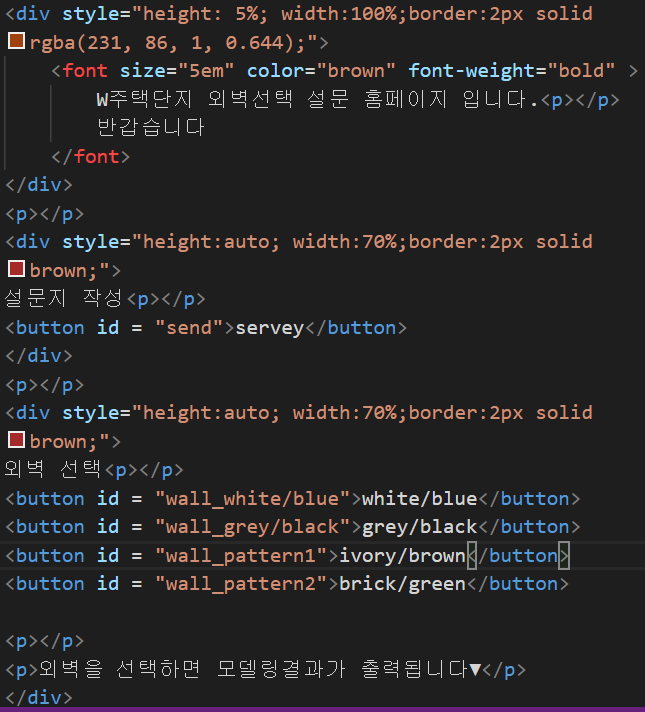 <div style="height: 5%; width:100%;border:2px solid
rgba(231, 86, 1, 0.644);">
<font size="5em" color="brown" font-weight="bold" >
W주택단지 외벽선택 설문 홈페이지 입니다.<p></p>
반갑습니다
</font>
</div>
<p></p>
<div style="height:auto; width:70%;border:2px solid
brown;">
설문지 작성<p></p>
<button id = "send">servey</button>
</div>
<p></p>
<div style="height:auto; width:70%;border:2px solid
brown;">
외벽 선택<p></p>
<button id = "wall_white/blue">white/blue</button>
<button id = "wall_grey/black">grey/black</button>
<button id = "wall_pattern1">ivory/brown</button>
<button id = "wall_pattern2">brick/green</button>
<p></p>
<p>외벽을 선택하면 모델링결과가 출력됩니다▼</p>
</div>